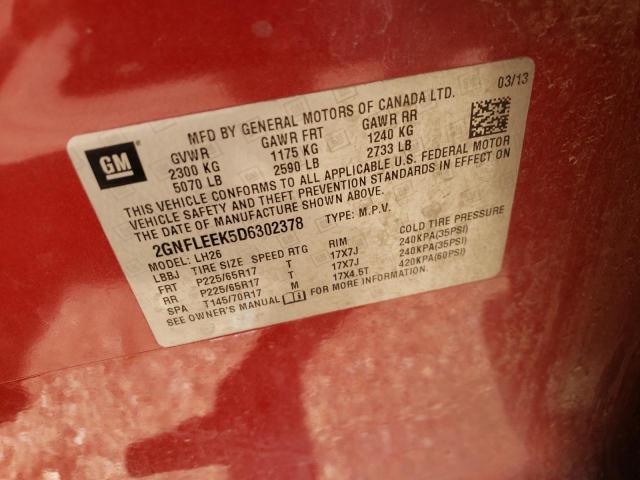 03/13
MFD BY GENERAL MOTORS OF CANADA LTD.
GM
GVWR GAWR FRT GAWR RR
2300 KG 1175 KG 1240 KG
5070 LB 2590 LB 2733 LB
THIS VEHICLE CONFORMS TO ALL APPLICABLE U.S. FEDERAL MOTOR
VEHICLE SAFETY AND THEFT PREVENTION STANDARDS IN EFFECT ON
THE DATE OF MANUFACTURE SHOWN ABOVE.
2GNFLEEK5D6302378 TYPE: M.P.V.
MODEL: LH26
LBBJ TIRE SIZE SPEED RTG RIM COLD TIRE PRESSURE
FRT P225/65R17 T 17X7J 240KPA(35PSI)
RR P225/65R17 T 17X7J 240KPA(35PSI)
SPA T145/70R17 M 17X4.5T 420KPA(60PSI)
SEE OWNER'S MANUAL FOR MORE INFORMATION.